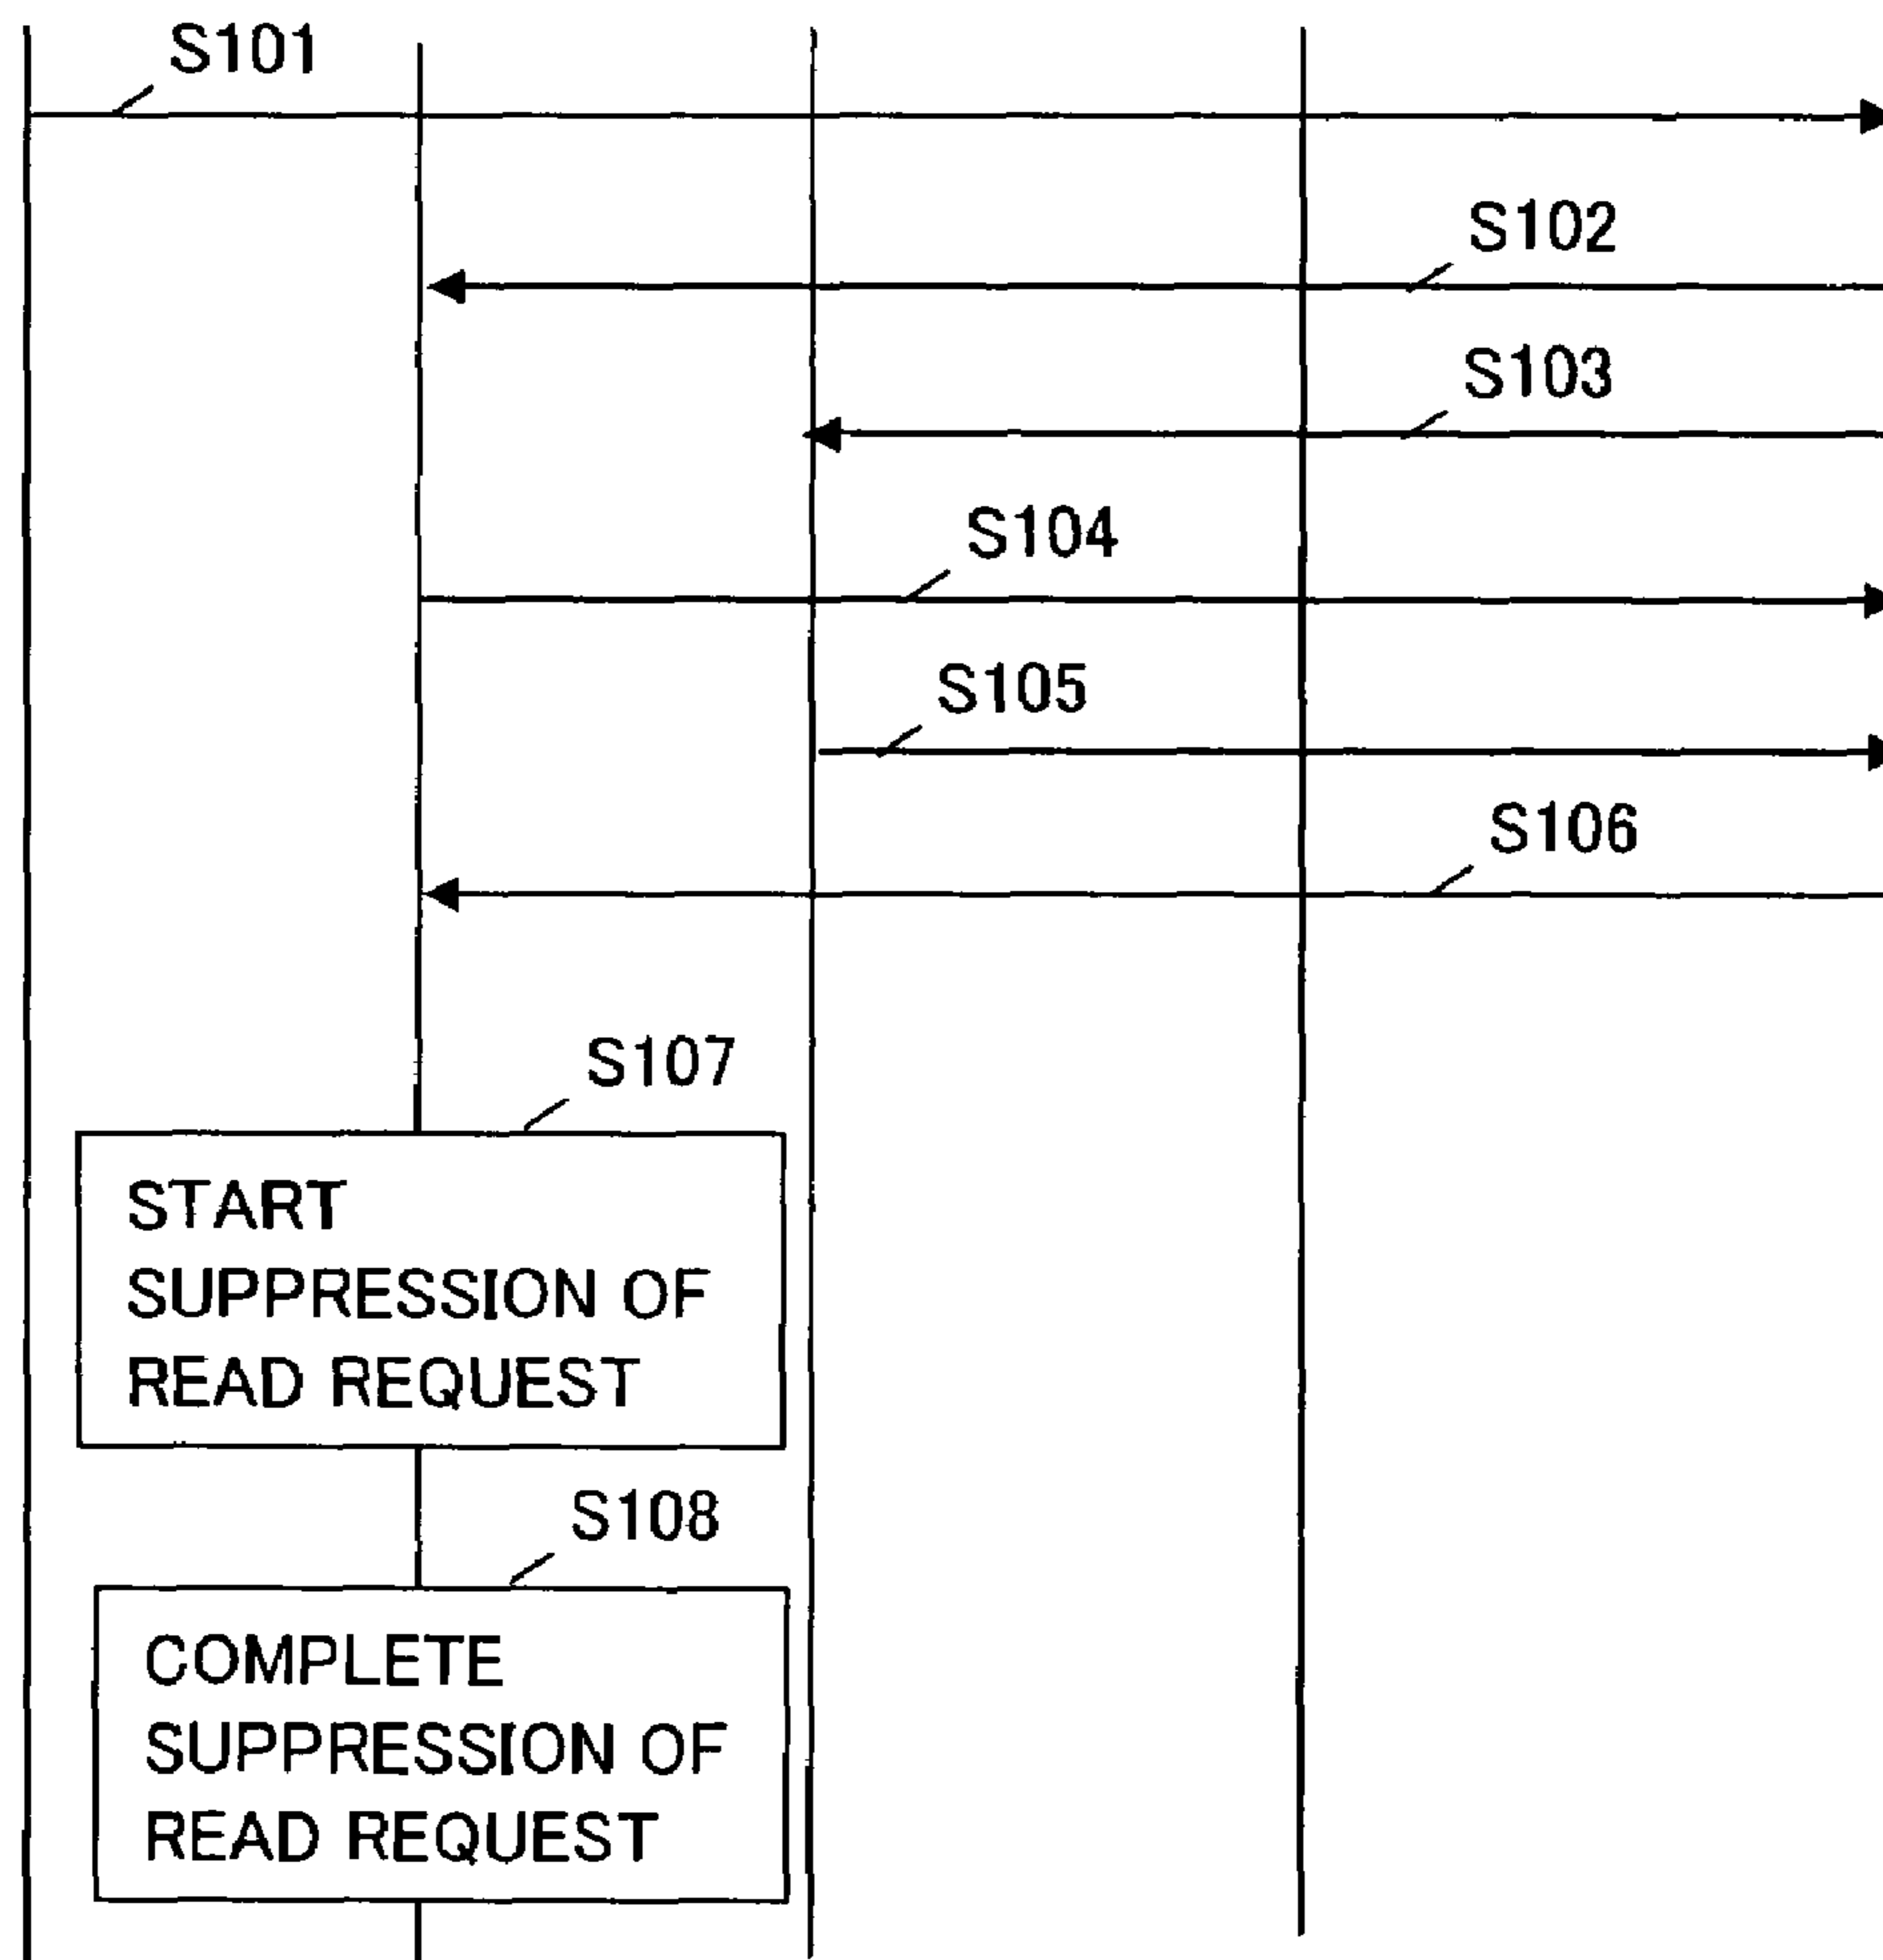 S101
S102
S103
S104
S105
S106
S107
START
SUPPRESSION OF
READ REQUEST
S108
COMPLETE
SUPPRESSION OF
READ REQUEST